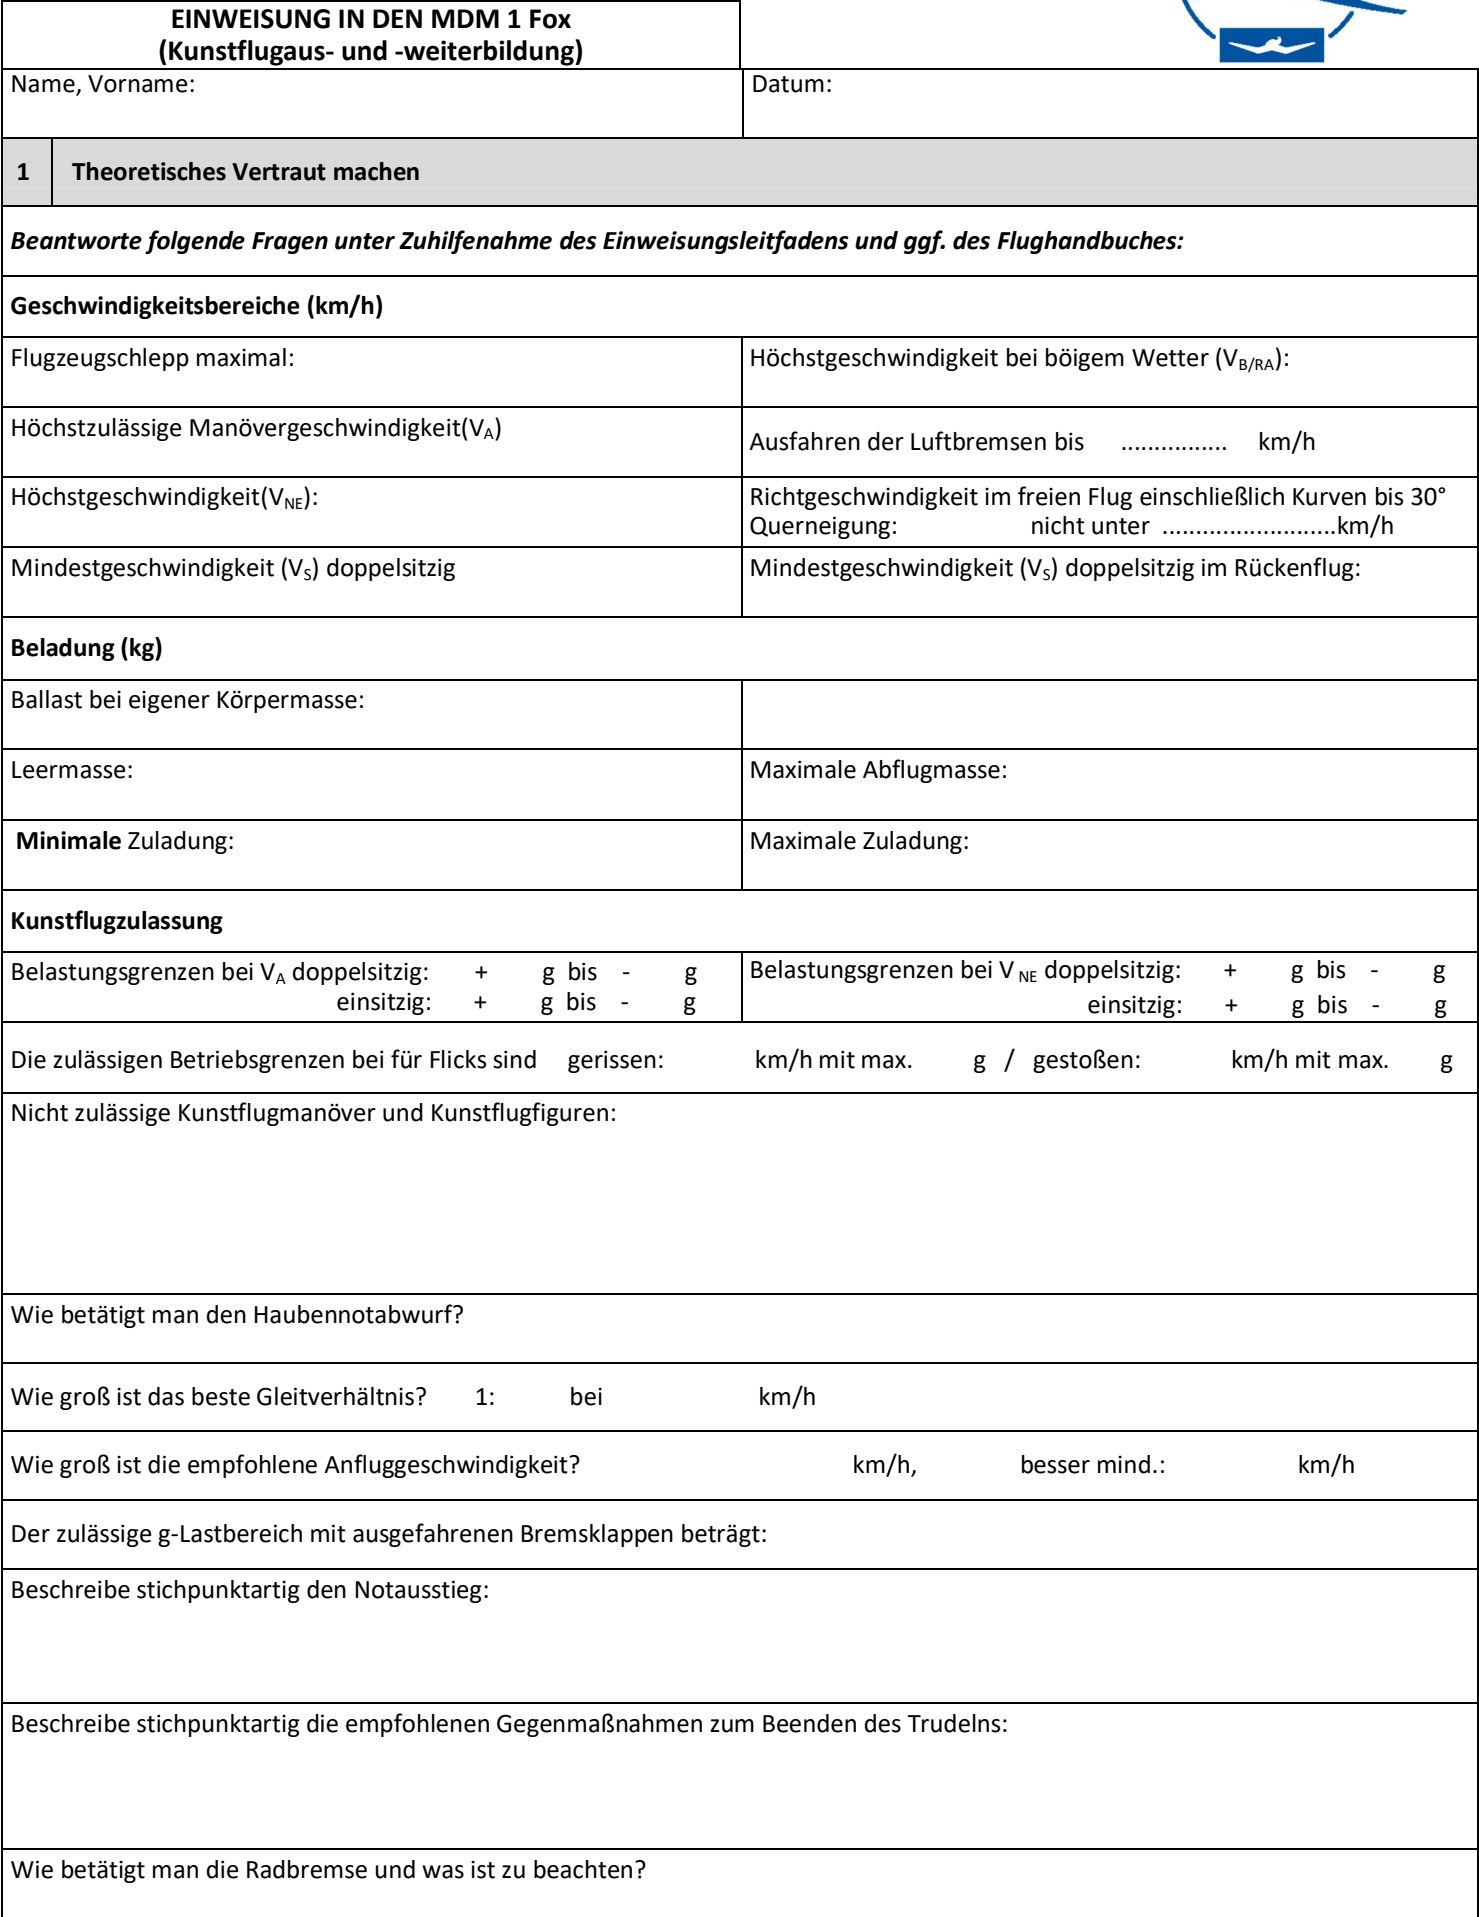 EINWEISUNG IN DEN MDM 1 Fox
(Kunstflugaus- und -weiterbildung)
Name, Vorname:
Datum:
1 Theoretisches Vertraut machen
Beantworte folgende Fragen unter Zuhilfenahme des Einweisungsleitfadens und ggf. des Flughandbuches:
Geschwindigkeitsbereiche (km/h)
Flugzeugschlepp maximal:
Höchstgeschwindigkeit bei böigem Wetter (VB/RA):
Höchstzulässige Manövergeschwindigkeit(VA)
Ausfahren der Luftbremsen bis ................ km/h
Höchstgeschwindigkeit(VNE):
Richtgeschwindigkeit im freien Flug einschließlich Kurven bis 30°
Querneigung: nicht unter ..........................km/h
Mindestgeschwindigkeit (VS) doppelsitzig
Mindestgeschwindigkeit (VS) doppelsitzig im Rückenflug:
Beladung (kg)
Ballast bei eigener Körpermasse:
Leermasse:
Maximale Abflugmasse:
Minimale Zuladung:
Maximale Zuladung:
Kunstflugzulassung
Belastungsgrenzen bei VA doppelsitzig: + g bis - g
einsitzig: + g bis - g
Belastungsgrenzen bei V NE doppelsitzig: + g bis - g
einsitzig: + g bis - g
Die zulässigen Betriebsgrenzen bei für Flicks sind gerissen: km/h mit max. g / gestoßen: km/h mit max. g
Nicht zulässige Kunstflugmanöver und Kunstflugfiguren:
Wie betätigt man den Haubennotabwurf?
Wie groß ist das beste Gleitverhältnis? 1: bei km/h
Wie groß ist die empfohlene Anfluggeschwindigkeit? km/h, besser mind.: km/h
Der zulässige g-Lastbereich mit ausgefahrenen Bremsklappen beträgt:
Beschreibe stichpunktartig den Notausstieg:
Beschreibe stichpunktartig die empfohlenen Gegenmaßnahmen zum Beenden des Trudelns:
Wie betätigt man die Radbremse und was ist zu beachten?